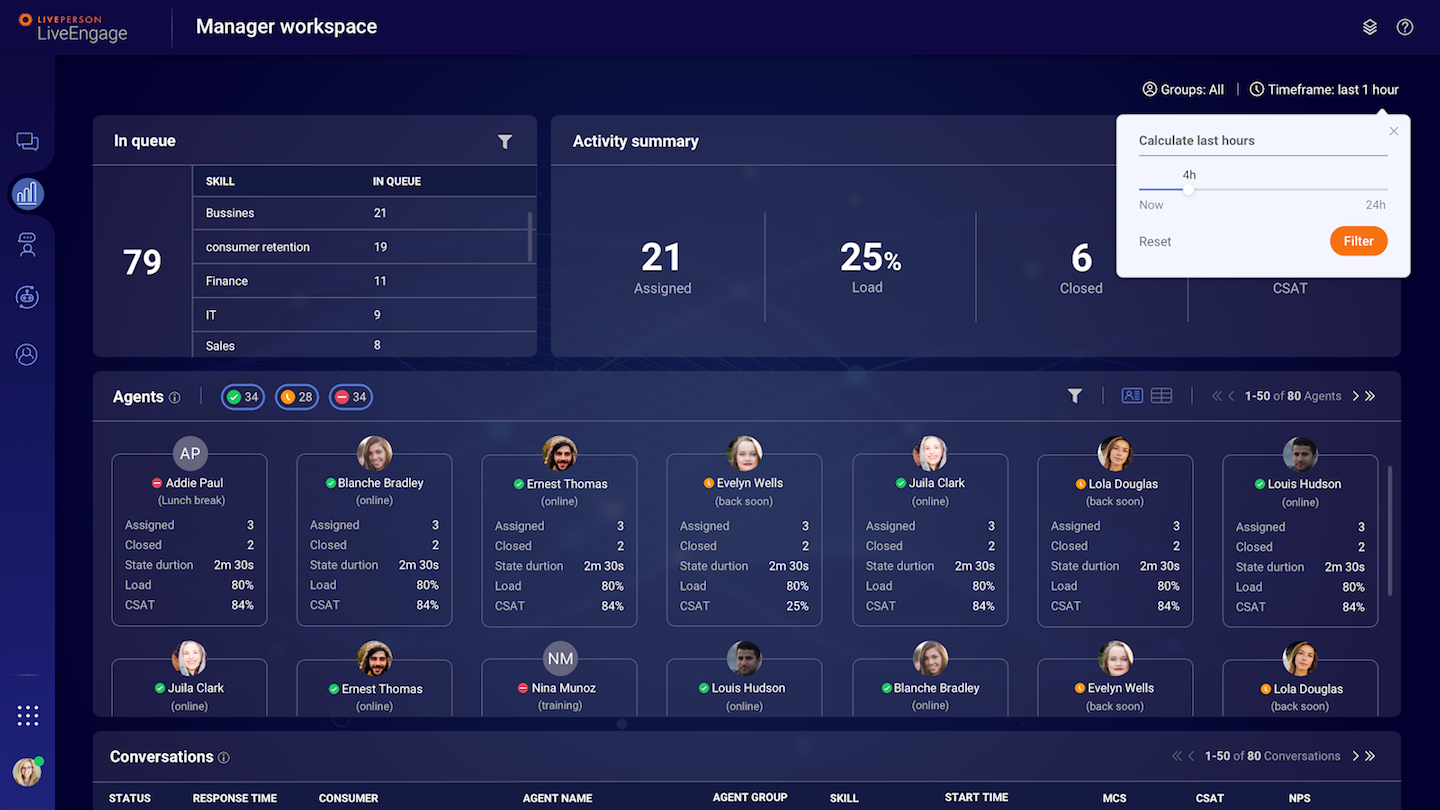 LIVEPERSON
LiveEngage
Manager workspace
Groups: All | Timeframe: last 1 hour
In queue
SKILL IN QUEUE
79
Bussines 21
consumer retention 19
Finance 11
IT 9
Sales 8
Activity summary
21 25% 6
Assigned Load Closed CSAT
Calculate last hours
4h
Now 24h
Reset Filter
Agents 34 28 34 1-50 of 80 Agents
AP
Addie Paul
(Lunch break)
Assigned 3
Closed 2
State durtion 2m 30s
Load 80%
CSAT 84%
Blanche Bradley
(online)
Assigned 3
Closed 2
State durtion 2m 30s
Load 80%
CSAT 84%
Ernest Thomas
(online)
Assigned 3
Closed 2
State durtion 2m 30s
Load 80%
CSAT 84%
Evelyn Wells
(back soon)
Assigned 3
Closed 2
State durtion 2m 30s
Load 80%
CSAT 25%
Juila Clark
(online)
Assigned 3
Closed 2
State durtion 2m 30s
Load 80%
CSAT 84%
Lola Douglas
(back soon)
Assigned 3
Closed 2
State durtion 2m 30s
Load 80%
CSAT 84%
Louis Hudson
(online)
Assigned 3
Closed 2
State durtion 2m 30s
Load 80%
CSAT 84%
Juila Clark
(online)
Ernest Thomas
(online)
NM
Nina Munoz
(training)
Louis Hudson
(online)
Blanche Bradley
(online)
Evelyn Wells
(back soon)
Lola Douglas
(back soon)
Conversations 1-50 of 80 Conversations
STATUS RESPONSE TIME CONSUMER AGENT NAME AGENT GROUP SKILL START TIME MCS CSAT NPS